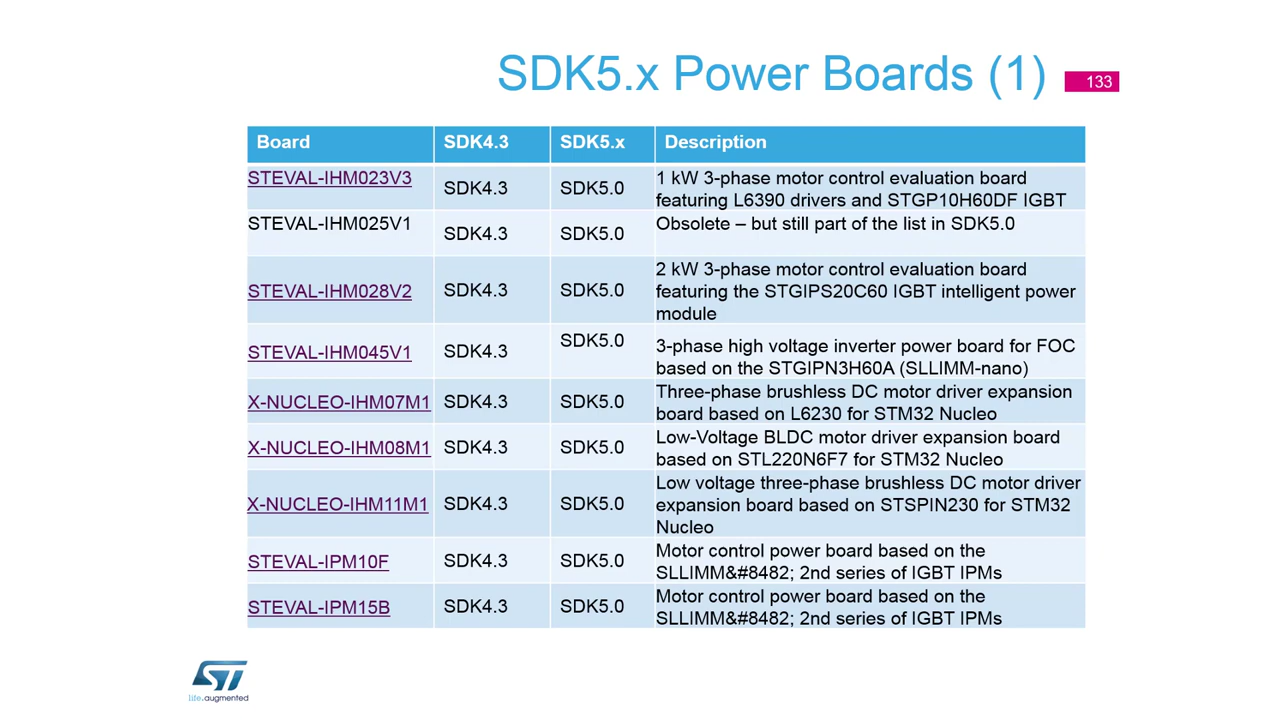 SDK5.x Power Boards (1)
133
Board SDK4.3 SDK5.x Description
STEVAL-IHM023V3 SDK4.3 SDK5.0 1 kW 3-phase motor control evaluation board
featuring L6390 drivers and STGP10H60DF IGBT
STEVAL-IHM025V1 SDK4.3 SDK5.0 Obsolete – but still part of the list in SDK5.0
STEVAL-IHM028V2 SDK4.3 SDK5.0 2 kW 3-phase motor control evaluation board
featuring the STGIPS20C60 IGBT intelligent power
module
STEVAL-IHM045V1 SDK4.3 SDK5.0 3-phase high voltage inverter power board for FOC
based on the STGIPN3H60A (SLLIMM-nano)
X-NUCLEO-IHM07M1 SDK4.3 SDK5.0 Three-phase brushless DC motor driver expansion
board based on L6230 for STM32 Nucleo
X-NUCLEO-IHM08M1 SDK4.3 SDK5.0 Low-Voltage BLDC motor driver expansion board
based on STL220N6F7 for STM32 Nucleo
X-NUCLEO-IHM11M1 SDK4.3 SDK5.0 Low voltage three-phase brushless DC motor driver
expansion board based on STSPIN230 for STM32
Nucleo
STEVAL-IPM10F SDK4.3 SDK5.0 Motor control power board based on the
SLLIMM&#8482; 2nd series of IGBT IPMs
STEVAL-IPM15B SDK4.3 SDK5.0 Motor control power board based on the
SLLIMM&#8482; 2nd series of IGBT IPMs
ST
life.augmented